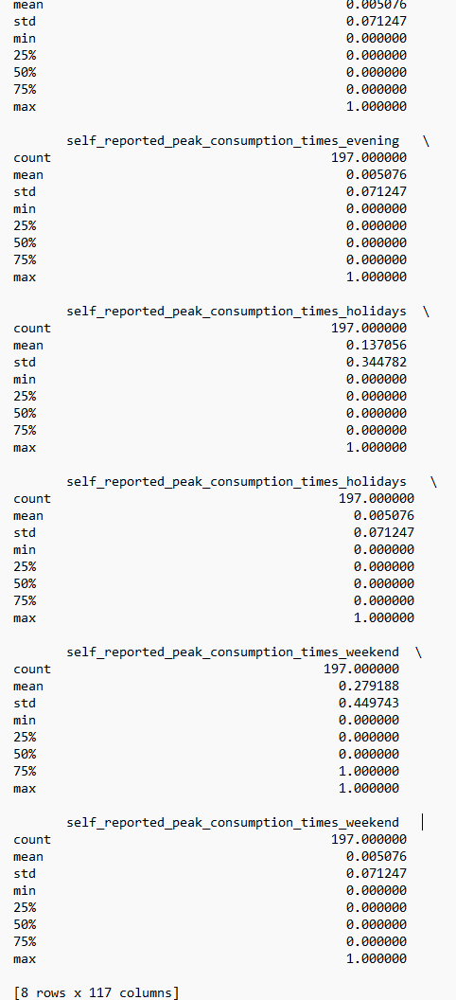 mean 0.005076
std 0.071247
min 0.000000
25% 0.000000
50% 0.000000
75% 0.000000
max 1.000000
self_reported_peak_consumption_times_evening \
count 197.000000
mean 0.005076
std 0.071247
min 0.000000
25% 0.000000
50% 0.000000
75% 0.000000
max 1.000000
self_reported_peak_consumption_times_holidays \
count 197.000000
mean 0.137056
std 0.344782
min 0.000000
25% 0.000000
50% 0.000000
75% 0.000000
max 1.000000
self_reported_peak_consumption_times_holidays \
count 197.000000
mean 0.005076
std 0.071247
min 0.000000
25% 0.000000
50% 0.000000
75% 0.000000
max 1.000000
self_reported_peak_consumption_times_weekend \
count 197.000000
mean 0.279188
std 0.449743
min 0.000000
25% 0.000000
50% 0.000000
75% 1.000000
max 1.000000
self_reported_peak_consumption_times_weekend
count 197.000000
mean 0.005076
std 0.071247
min 0.000000
25% 0.000000
50% 0.000000
75% 0.000000
max 1.000000
[8 rows x 117 columns]